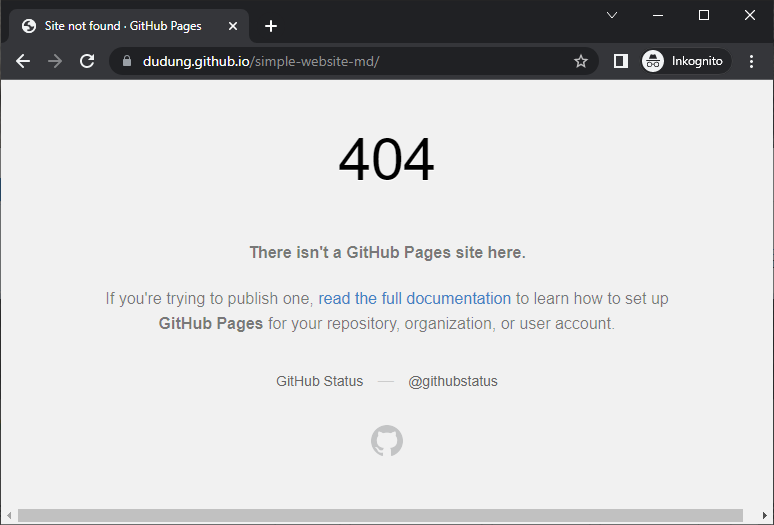 Site not found · GitHub Pages
dudung.github.io/simple-website-md/
Inkognito
404
There isn't a GitHub Pages site here.
If you're trying to publish one, read the full documentation to learn how to set up
GitHub Pages for your repository, organization, or user account.
GitHub Status — @githubstatus